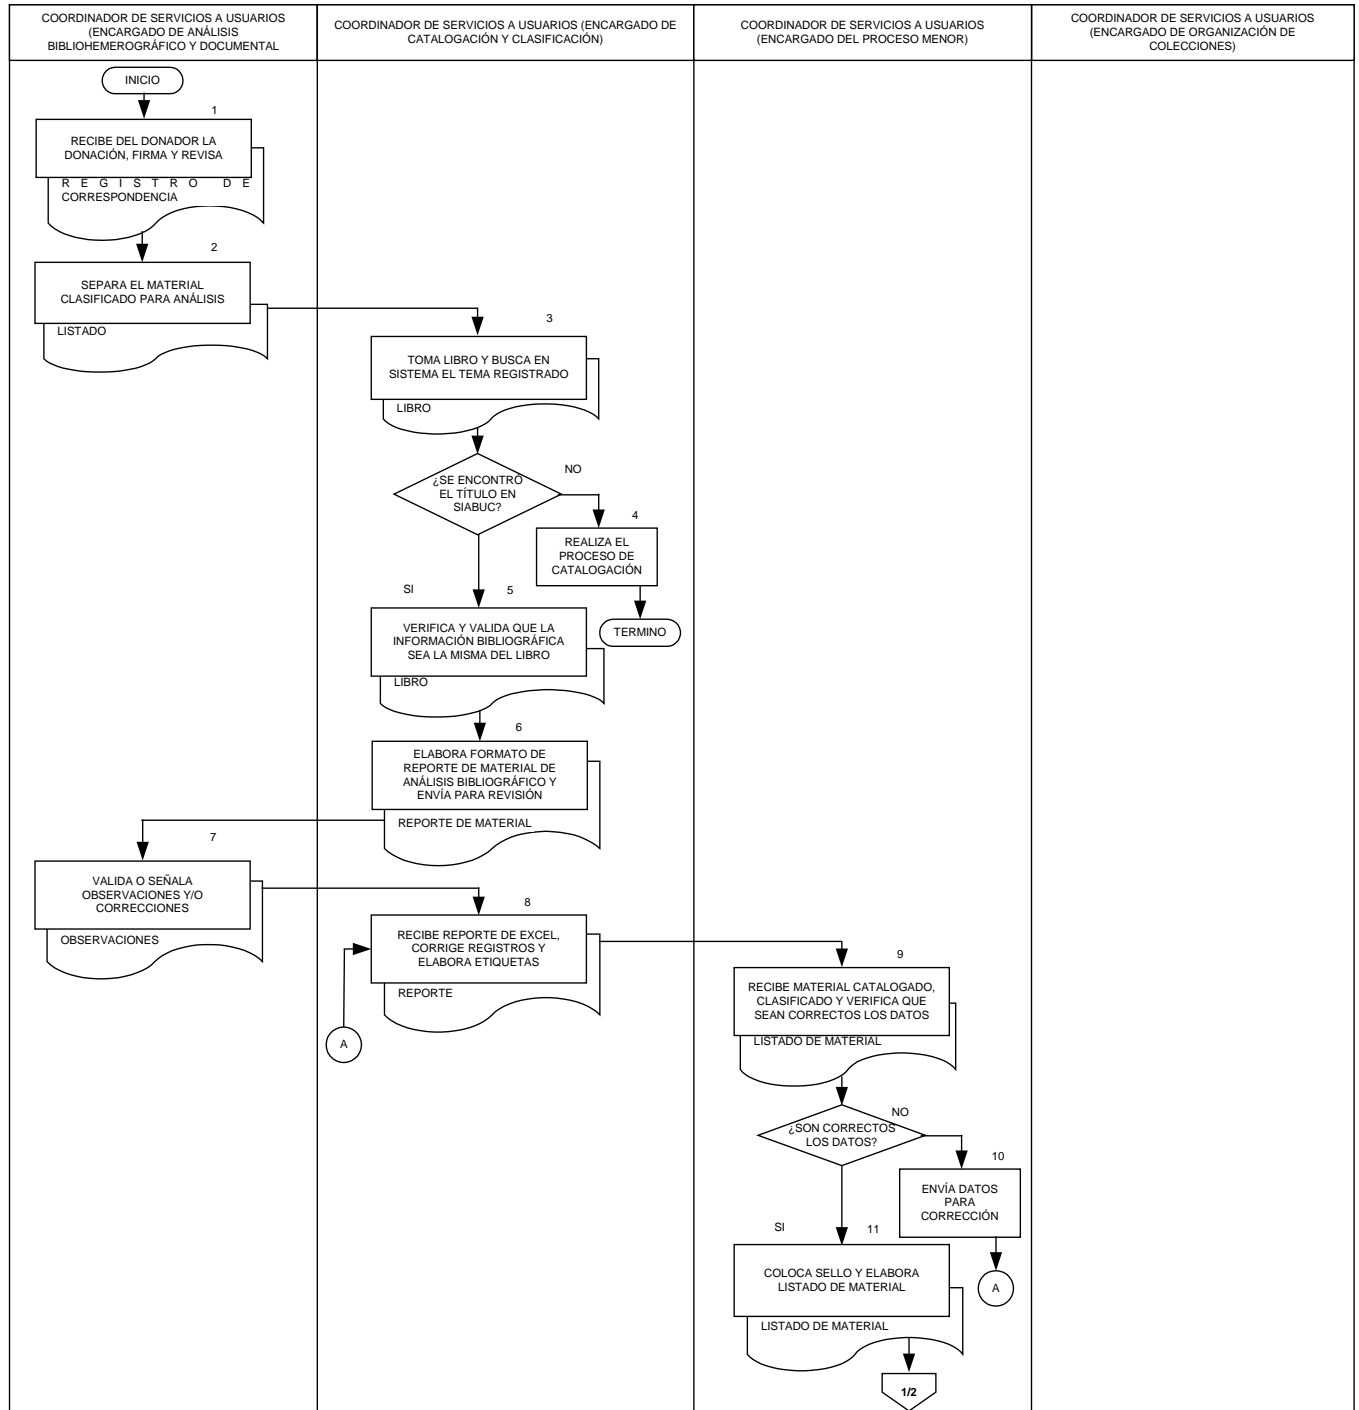 COORDINADOR DE SERVICIOS A USUARIOS
(ENCARGADO DE ANÁLISIS
BIBLIOHEMEROGRÁFICO Y DOCUMENTAL
COORDINADOR DE SERVICIOS A USUARIOS (ENCARGADO DE
CATALOGACIÓN Y CLASIFICACIÓN)
COORDINADOR DE SERVICIOS A USUARIOS
(ENCARGADO DEL PROCESO MENOR)
COORDINADOR DE SERVICIOS A USUARIOS
(ENCARGADO DE ORGANIZACIÓN DE
COLECCIONES)
INICIO
1
RECIBE DEL DONADOR LA
DONACIÓN, FIRMA Y REVISA
REGISTRO DE
CORRESPONDENCIA
2
SEPARA EL MATERIAL
CLASIFICADO PARA ANÁLISIS
LISTADO
3
TOMA LIBRO Y BUSCA EN
SISTEMA EL TEMA REGISTRADO
LIBRO
¿SE ENCONTRO
EL TÍTULO EN
SIABUC?
NO
4
REALIZA EL
PROCESO DE
CATALOGACIÓN
TERMINO
SI
5
VERIFICA Y VALIDA QUE LA
INFORMACIÓN BIBLIOGRÁFICA
SEA LA MISMA DEL LIBRO
LIBRO
6
ELABORA FORMATO DE
REPORTE DE MATERIAL DE
ANÁLISIS BIBLIOGRÁFICO Y
ENVÍA PARA REVISIÓN
REPORTE DE MATERIAL
7
VALIDA O SEÑALA
OBSERVACIONES Y/O
CORRECCIONES
OBSERVACIONES
8
RECIBE REPORTE DE EXCEL,
CORRIGE REGISTROS Y
ELABORA ETIQUETAS
REPORTE
A
9
RECIBE MATERIAL CATALOGADO,
CLASIFICADO Y VERIFICA QUE
SEAN CORRECTOS LOS DATOS
LISTADO DE MATERIAL
¿SON CORRECTOS
LOS DATOS?
NO
10
ENVÍA DATOS
PARA
CORRECCIÓN
A
SI
11
COLOCA SELLO Y ELABORA
LISTADO DE MATERIAL
LISTADO DE MATERIAL
1/2